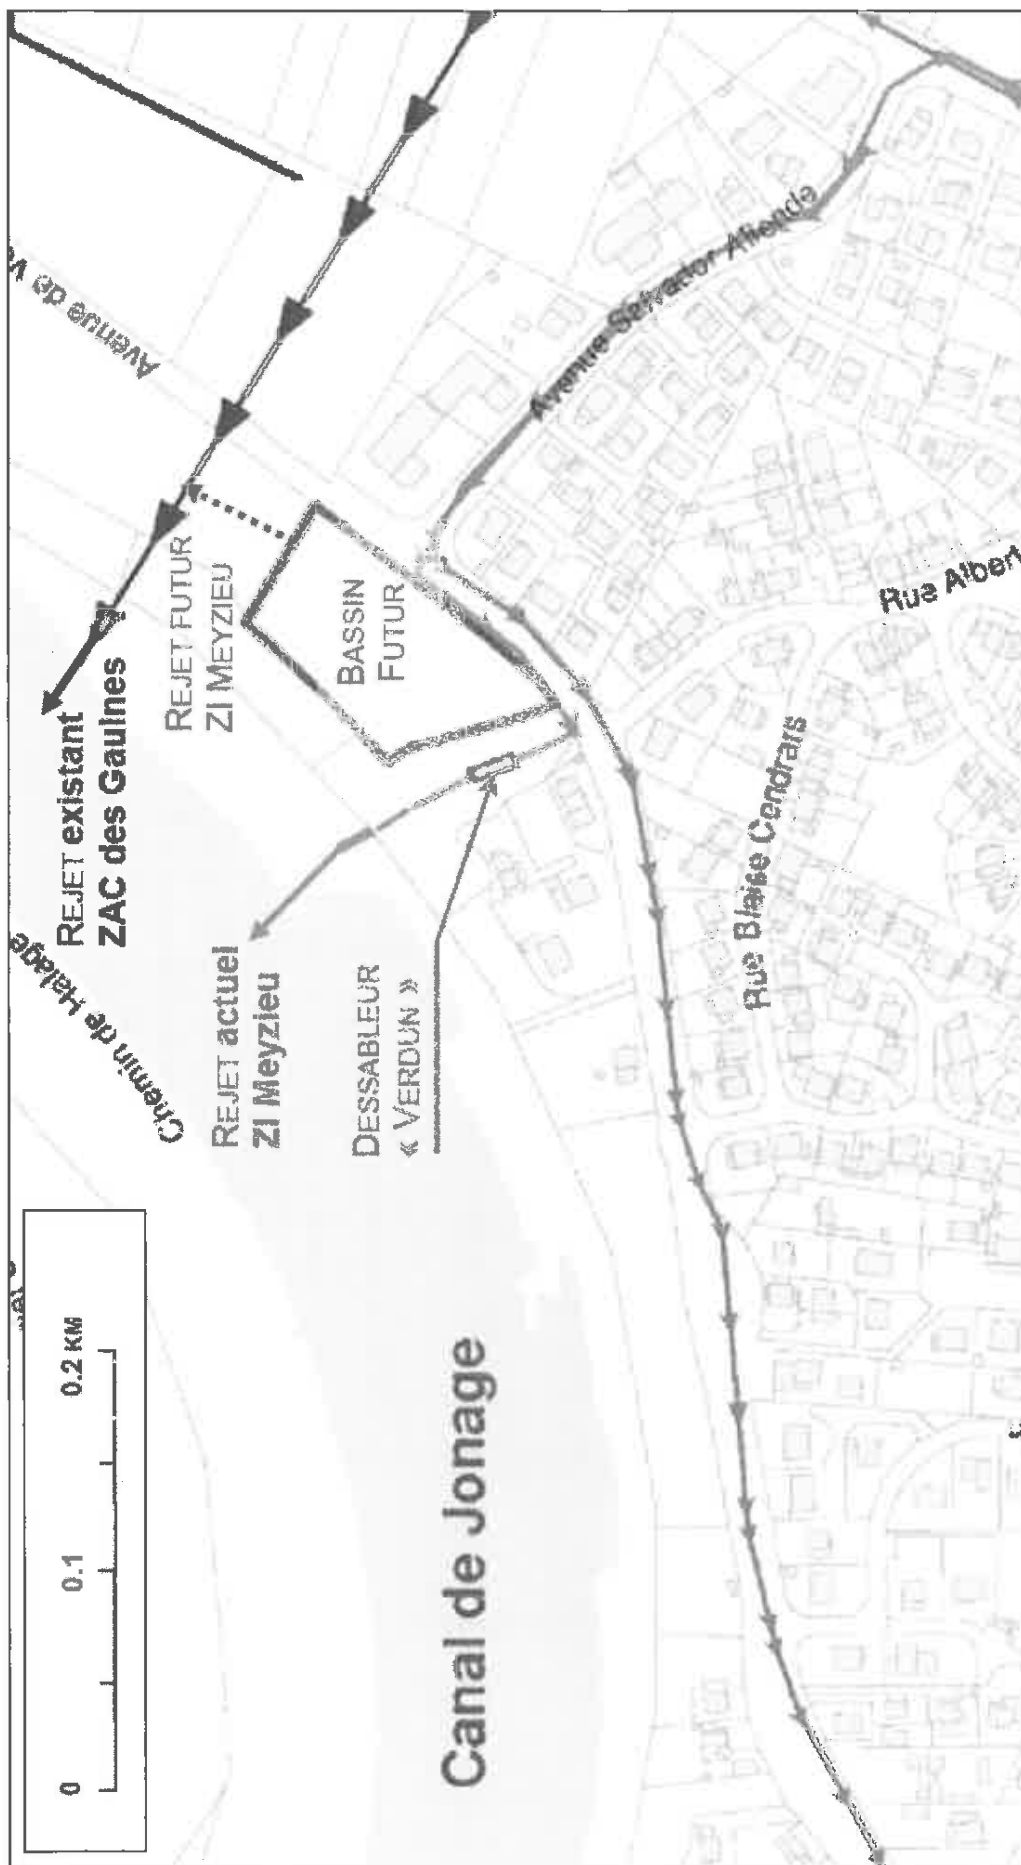 Canal de Jonage
Chemin de Halage
REJET existant
ZAC des Gaulnes
REJET FUTUR
ZI MEYZIEU
BASSIN
FUTUR
REJET actuel
ZI Meyzieu
DESSABLEUR
« VERDUN »
Avenue de
Avenue Salvador Allende
Rue Albert
Rue Blaise Cendrars
0 0.1 0.2 KM